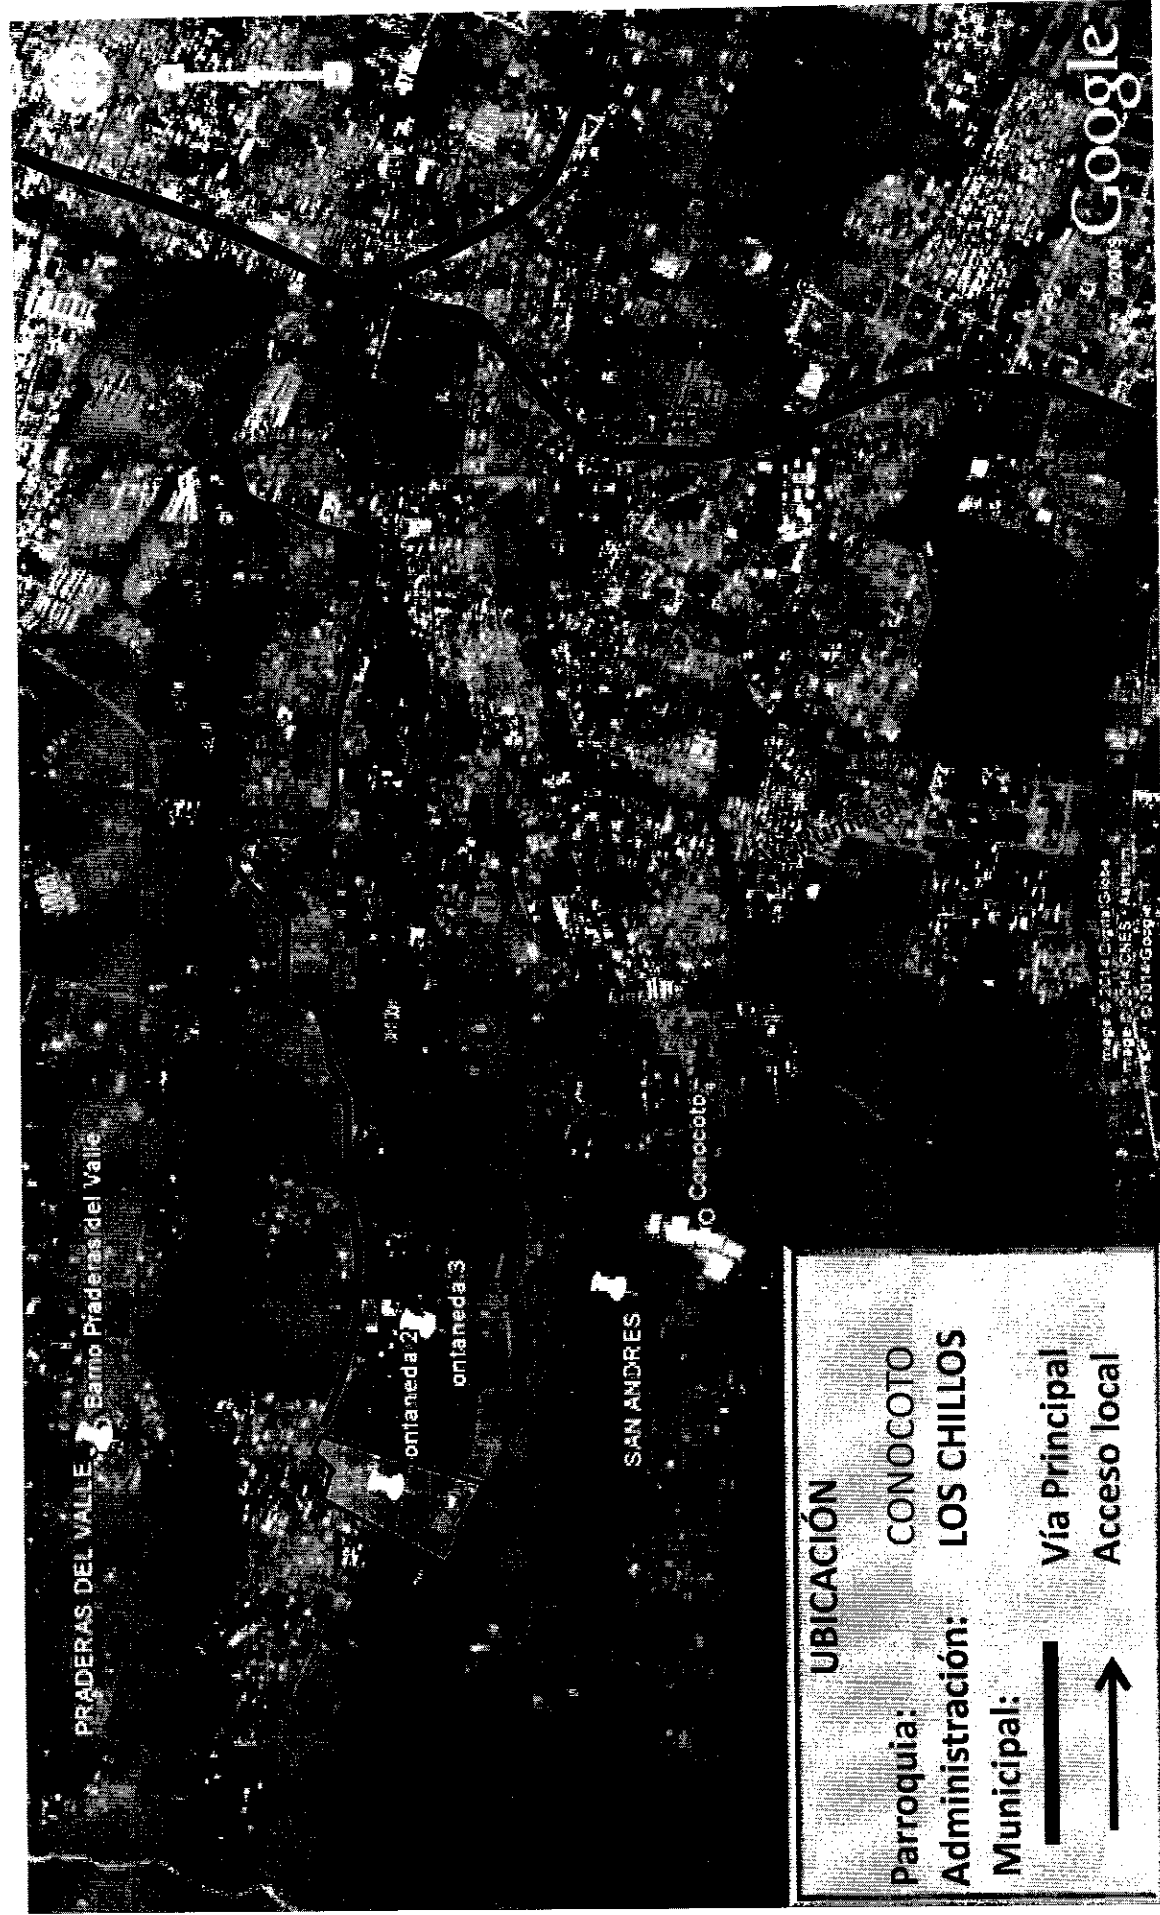 PRADERAS DEL VALLE
Barrio Praderas del Valle
ontaneda 2
ontaneda 3
SAN ANDRES
Conocoto
UBICACIÓN
Parroquia: CONOCOTO
Administración: LOS CHILLOS
Municipal:
Vía Principal
Acceso local
Google